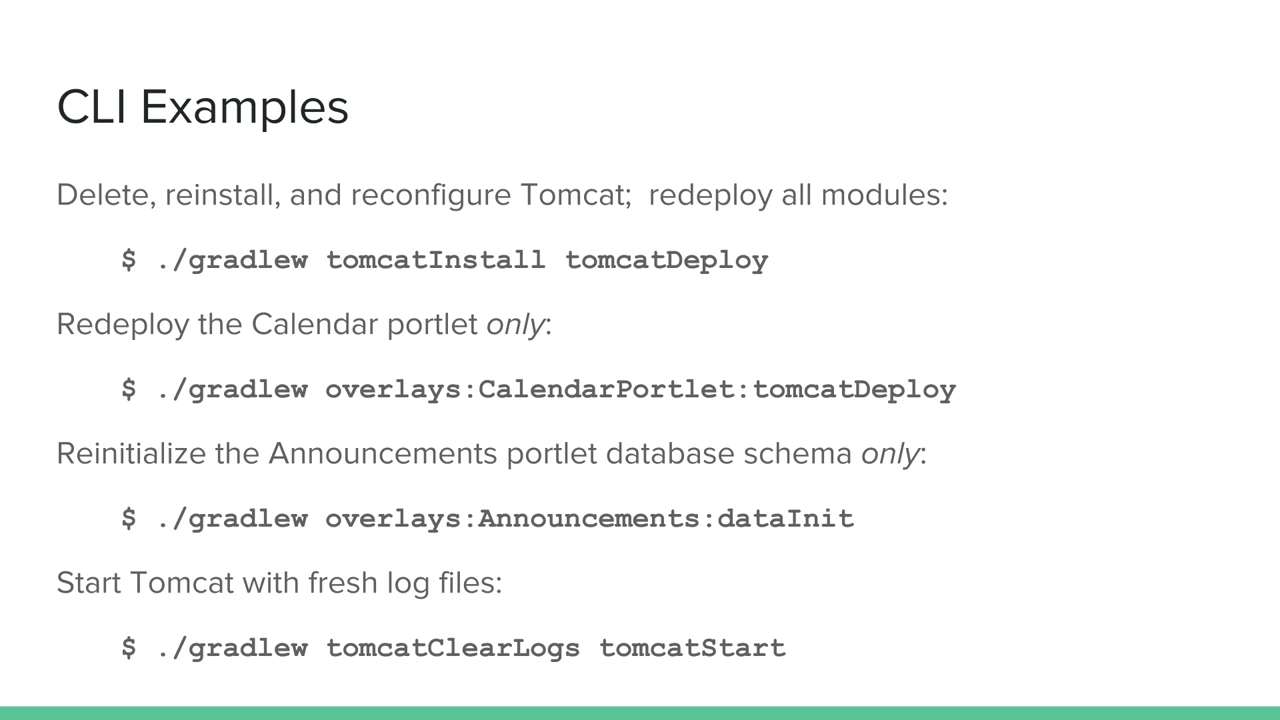 CLI Examples
Delete, reinstall, and reconfigure Tomcat;  redeploy all modules:
$ ./gradlew tomcatInstall tomcatDeploy
Redeploy the Calendar portlet only:
$ ./gradlew overlays:CalendarPortlet:tomcatDeploy
Reinitialize the Announcements portlet database schema only:
$ ./gradlew overlays:Announcements:dataInit
Start Tomcat with fresh log files:
$ ./gradlew tomcatClearLogs tomcatStart